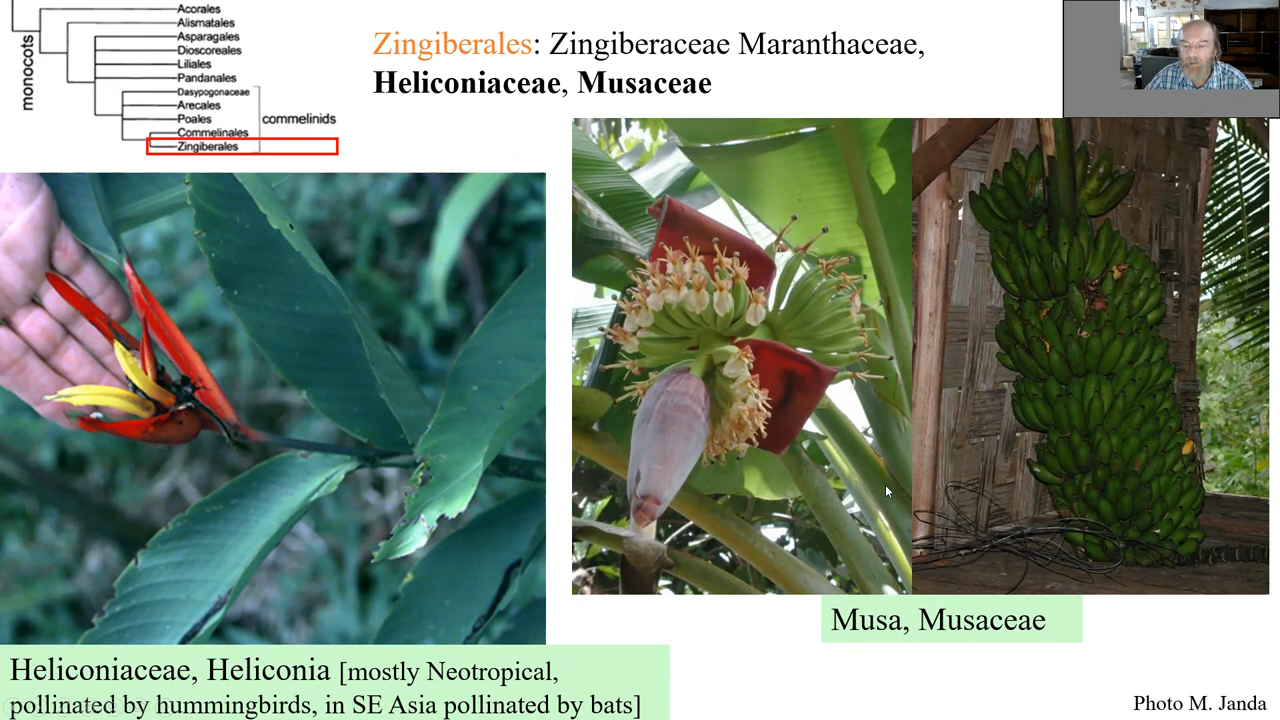 monocots
Acorales
Alismatales
Asparagales
Dioscoreales
Liliales
Pandanales
Dasypogonaceae
Arecales
Poales
Commelinales
Zingiberales
commelinids
Zingiberales: Zingiberaceae Maranthaceae,
Heliconiaceae, Musaceae
Musa, Musaceae
Heliconiaceae, Heliconia [mostly Neotropical,
pollinated by hummingbirds, in SE Asia pollinated by bats]
Photo M. Janda